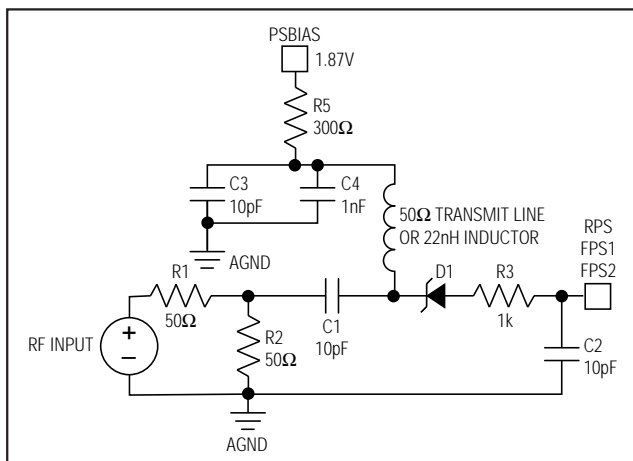 PSBIAS
1.87V
R5
300Ω
C3
10pF
C4
1nF
50Ω TRANSMIT LINE
OR 22nH INDUCTOR
RPS
FPS1
FPS2
AGND
R1
50Ω
D1
R3
1k
RF INPUT
+
−
R2
50Ω
C1
10pF
C2
10pF
AGND